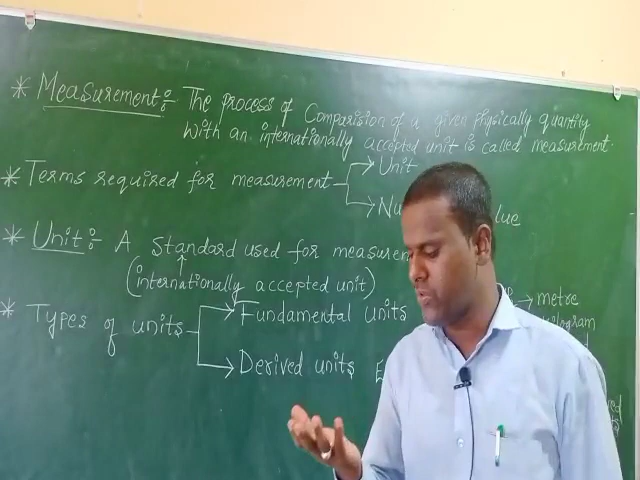 * Measurement:- The process of Comparision of a given physically quantity
with an internationally accepted unit is called measurement.
* Terms required for measurement → Unit
→ Nu lue
* Unit:- A Standard used for measurem
(internationally accepted unit)
* Types of units → Fundamental units → metre
ilogram
→ Derived units E